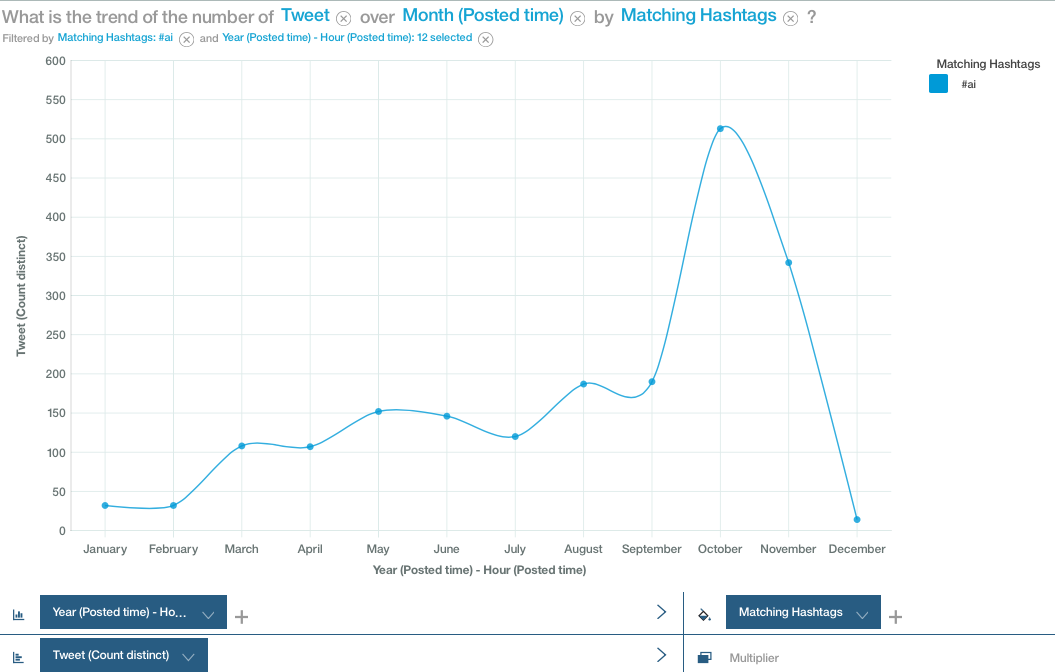 What is the trend of the number of Tweet over Month (Posted time) by Matching Hashtags ?
Filtered by Matching Hashtags: #ai and Year (Posted time) - Hour (Posted time): 12 selected
Matching Hashtags
#ai
600
550
500
450
400
350
300
250
200
150
100
50
0
Tweet (Count distinct)
January February March April May June July August September October November December
Year (Posted time) - Hour (Posted time)
Year (Posted time) - Ho...
Matching Hashtags
Tweet (Count distinct)
Multiplier